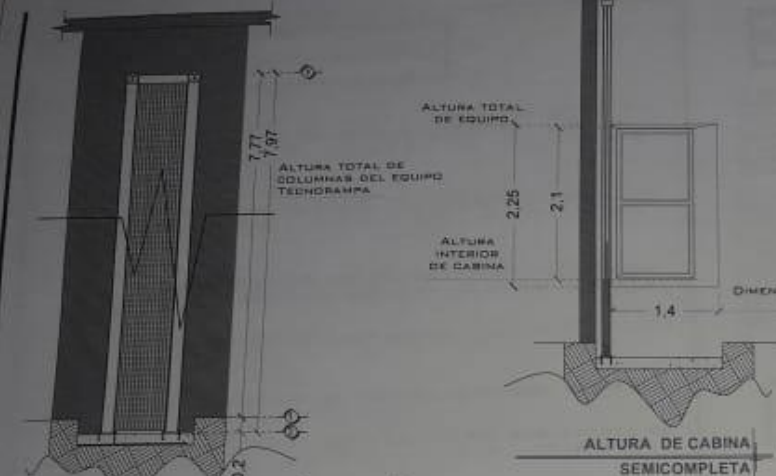 7,77
7,97
ALTURA TOTAL DE
COLUMNAS DEL EQUIPO
TECNORAMPA
ALTURA TOTAL
DE EQUIPO
2,25
2,1
ALTURA
INTERIOR
DE CABINA
1,4
DIMEN
ALTURA DE CABINA
SEMICOMPLETA